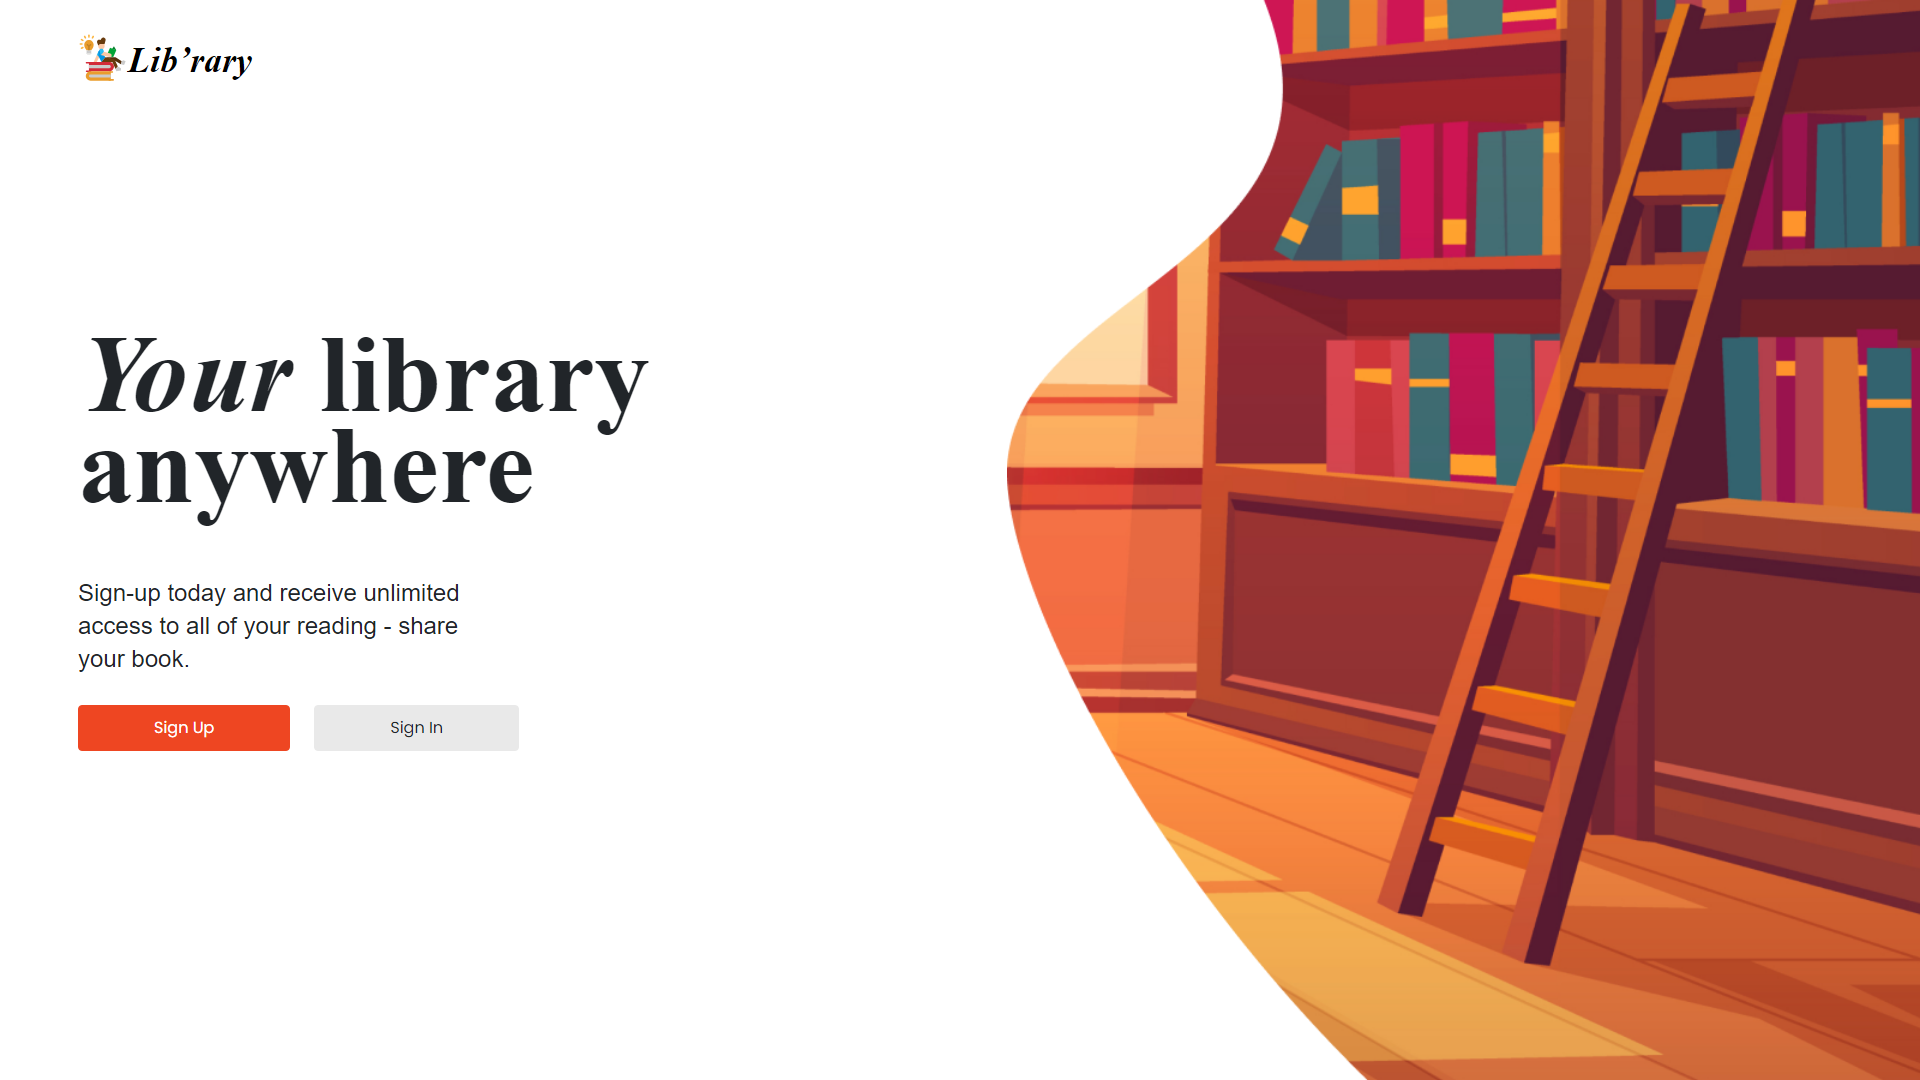 Lib’rary
Your library
anywhere
Sign-up today and receive unlimited
access to all of your reading - share
your book.
Sign Up
Sign In